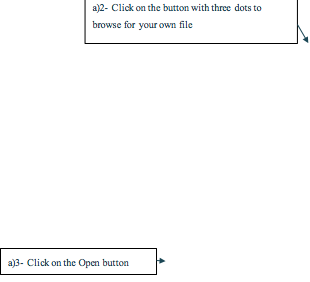 a)2- Click on the button with three dots to
browse for your own file
a)3- Click on the Open button